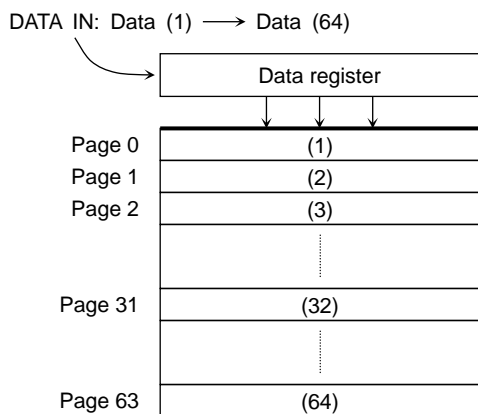 DATA IN: Data (1) → Data (64)
Data register
Page 0 (1)
Page 1 (2)
Page 2 (3)
Page 31 (32)
Page 63 (64)